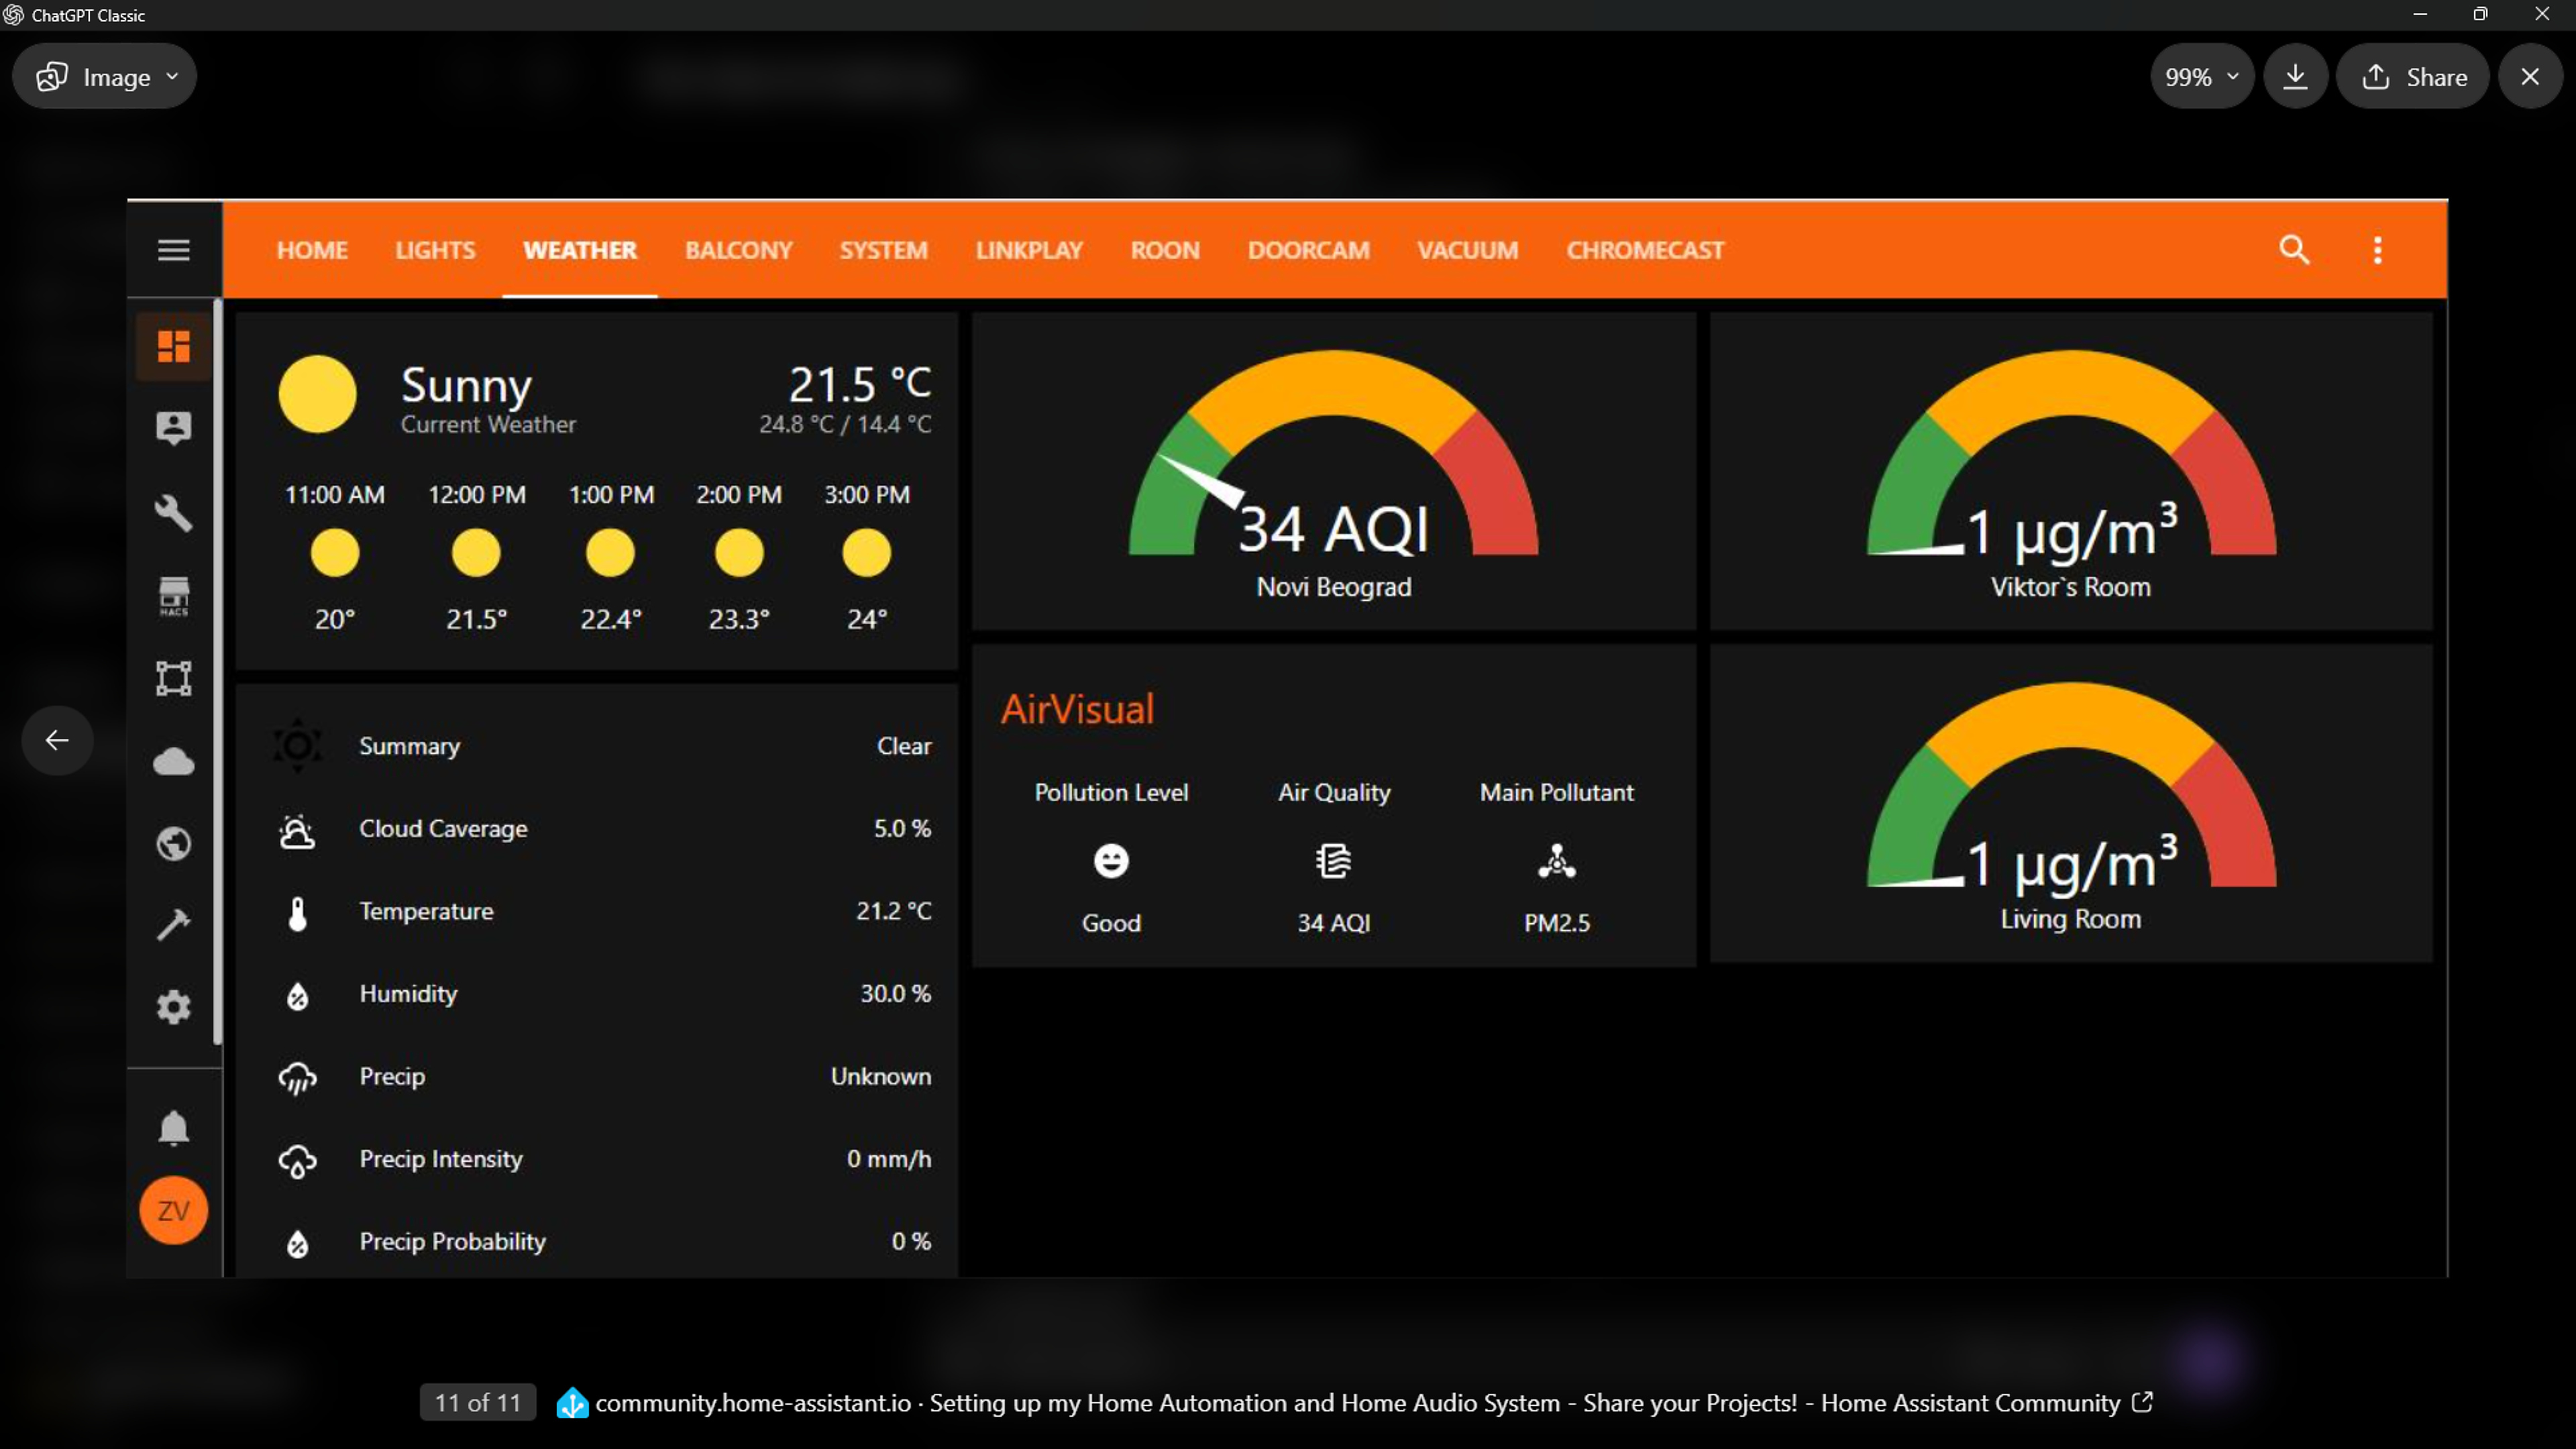 ChatGPT Classic
Image
99%
Share
HOME LIGHTS WEATHER BALCONY SYSTEM LINKPLAY ROON DOORCAM VACUUM CHROMECAST
HACS
ZV
Sunny 21.5 °C
Current Weather 24.8 °C / 14.4 °C
11:00 AM 12:00 PM 1:00 PM 2:00 PM 3:00 PM
20° 21.5° 22.4° 23.3° 24°
Summary Clear
Cloud Caverage 5.0 %
Temperature 21.2 °C
Humidity 30.0 %
Precip Unknown
Precip Intensity 0 mm/h
Precip Probability 0 %
34 AQI
Novi Beograd
AirVisual
Pollution Level Air Quality Main Pollutant
Good 34 AQI PM2.5
1 µg/m³
Viktor`s Room
1 µg/m³
Living Room
11 of 11 community.home-assistant.io · Setting up my Home Automation and Home Audio System - Share your Projects! - Home Assistant Community